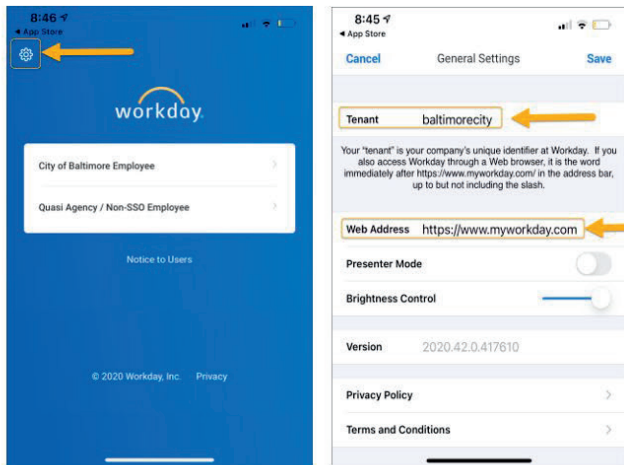 8:46
App Store
workday.
City of Baltimore Employee
Quasi Agency / Non-SSO Employee
Notice to Users
© 2020 Workday, Inc. Privacy
8:45
App Store
Cancel General Settings Save
Tenant baltimorecity
Your "tenant" is your company's unique identifier at Workday. If you
also access Workday through a Web browser, it is the word
immediately after https://www.myworkday.com/ in the address bar,
up to but not including the slash.
Web Address https://www.myworkday.com
Presenter Mode
Brightness Control
Version 2020.42.0.417610
Privacy Policy
Terms and Conditions